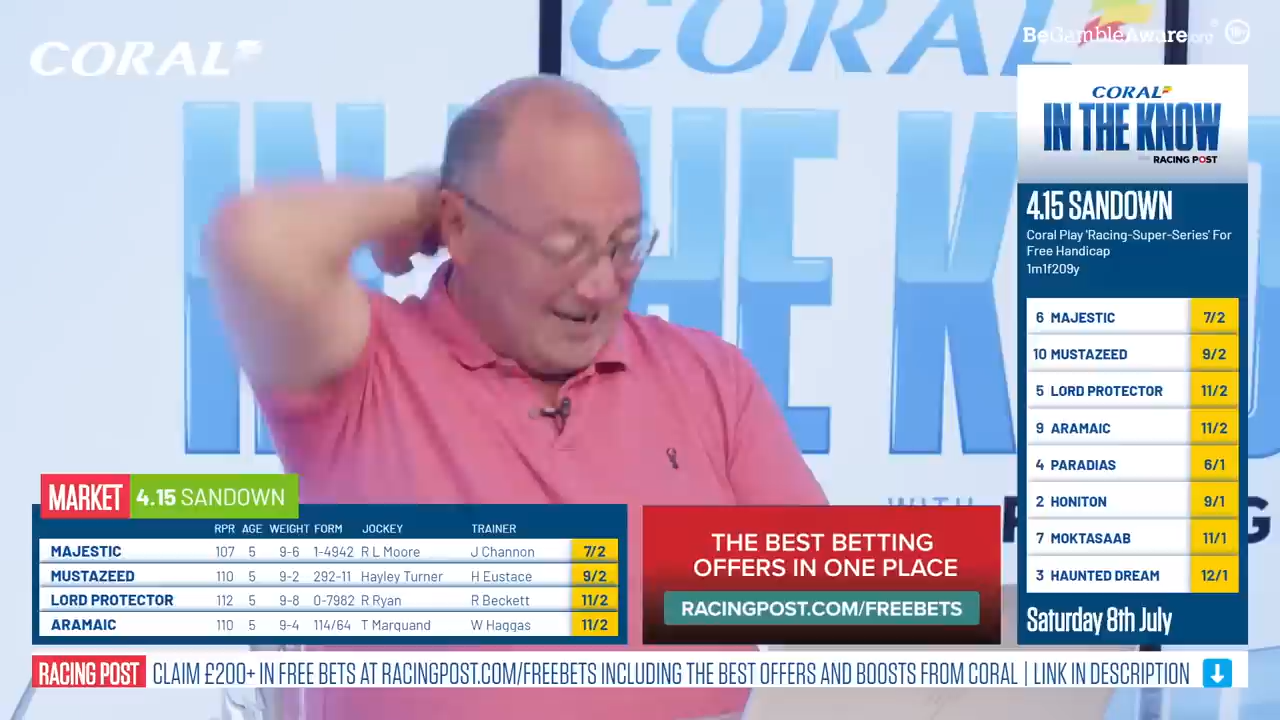 CORAL
CORAL
BeGambleAware.org
18+
IN THE KNO
WITH
CORAL
IN THE KNOW
WITH RACING POST
4.15 SANDOWN
Coral Play 'Racing-Super-Series' For
Free Handicap
1m1f209y
6 MAJESTIC 7/2
10 MUSTAZEED 9/2
5 LORD PROTECTOR 11/2
9 ARAMAIC 11/2
4 PARADIAS 6/1
2 HONITON 9/1
7 MOKTASAAB 11/1
3 HAUNTED DREAM 12/1
Saturday 8th July
MARKET 4.15 SANDOWN
RPR AGE WEIGHT FORM JOCKEY TRAINER
MAJESTIC 107 5 9-6 1-4942 R L Moore J Channon 7/2
MUSTAZEED 110 5 9-2 292-11 Hayley Turner H Eustace 9/2
LORD PROTECTOR 112 5 9-8 0-7982 R Ryan R Beckett 11/2
ARAMAIC 110 5 9-4 114/64 T Marquand W Haggas 11/2
THE BEST BETTING
OFFERS IN ONE PLACE
RACINGPOST.COM/FREEBETS
RACING POST CLAIM £200+ IN FREE BETS AT RACINGPOST.COM/FREEBETS INCLUDING THE BEST OFFERS AND BOOSTS FROM CORAL | LINK IN DESCRIPTION